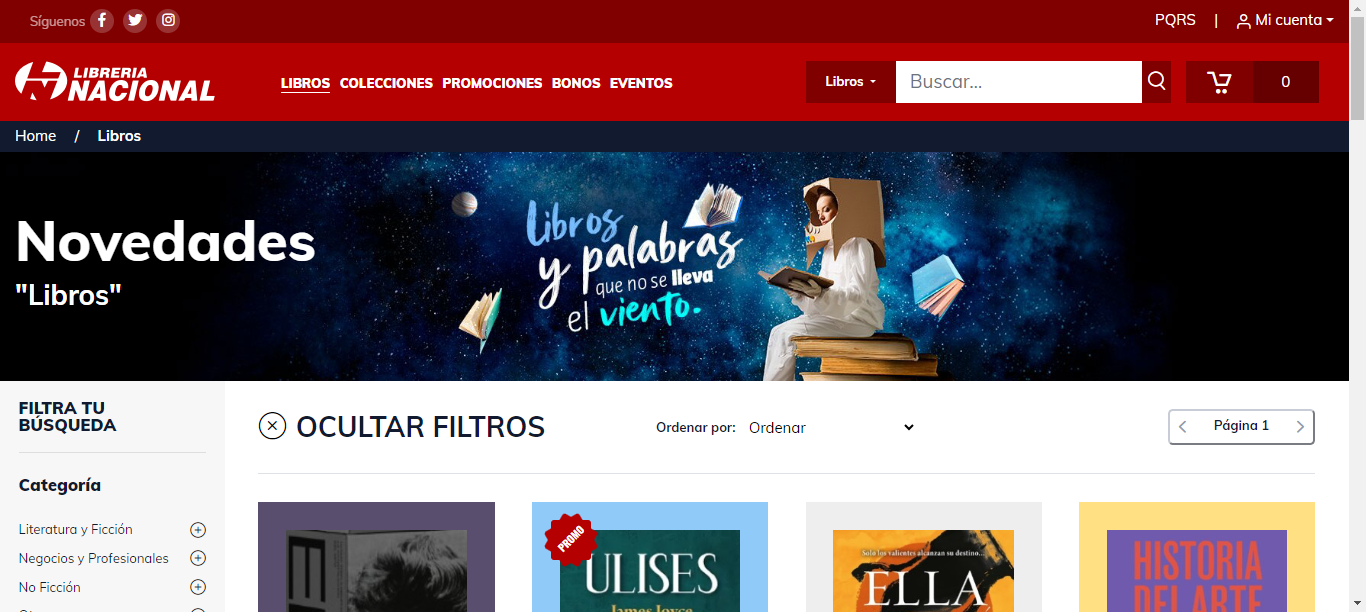 Síguenos
PQRS | Mi cuenta
LIBRERIA
NACIONAL
LIBROS COLECCIONES PROMOCIONES BONOS EVENTOS
Libros
Buscar...
0
Home / Libros
Novedades
"Libros"
Libros
y palabras
que no se lleva
el viento.
FILTRA TU
BÚSQUEDA
Categoría
Literatura y Ficción
Negocios y Profesionales
No Ficción
OCULTAR FILTROS
Ordenar por: Ordenar
Página 1
PROMO
ULISES
James Joyce
Solo los valientes alcanzan su destino...
ELLA
HISTORIA
DEL ARTE